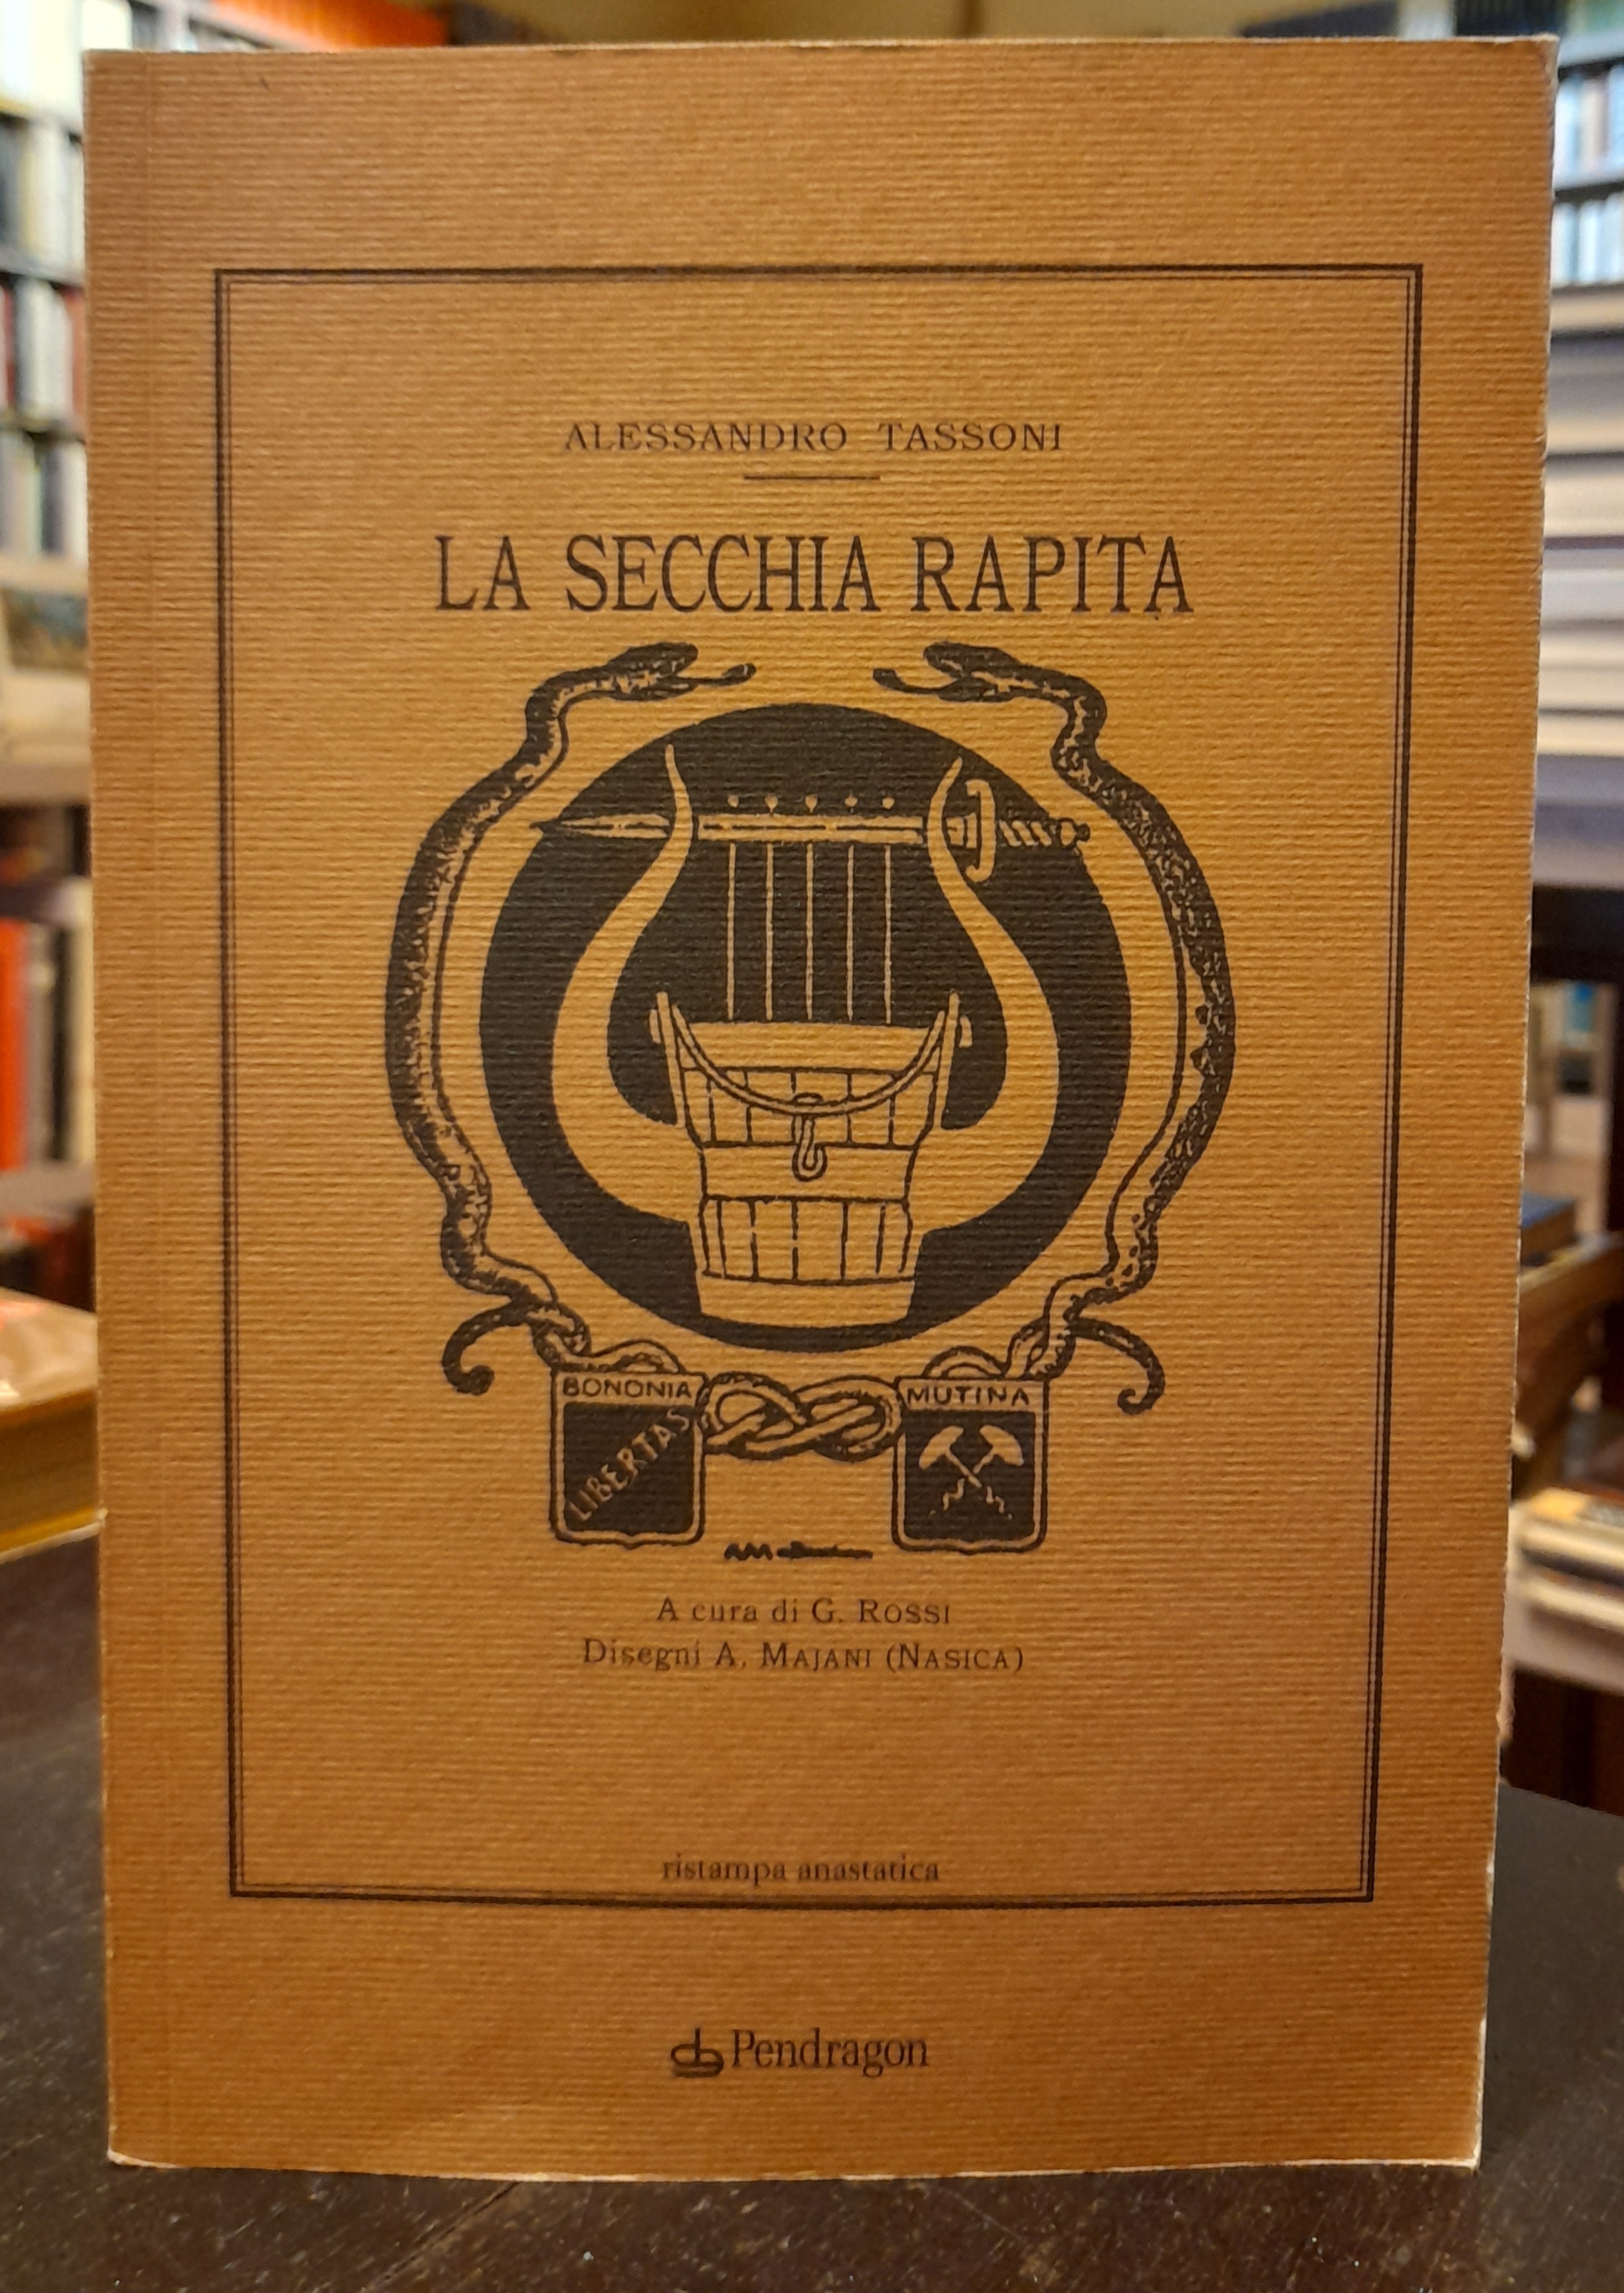 ALESSANDRO TASSONI
LA SECCHIA RAPITA
BONONIA
LIBERTAS
MUTINA
A cura di G. ROSSI
Disegni A. MAJANI (NASICA)
ristampa anastatica
Pendragon